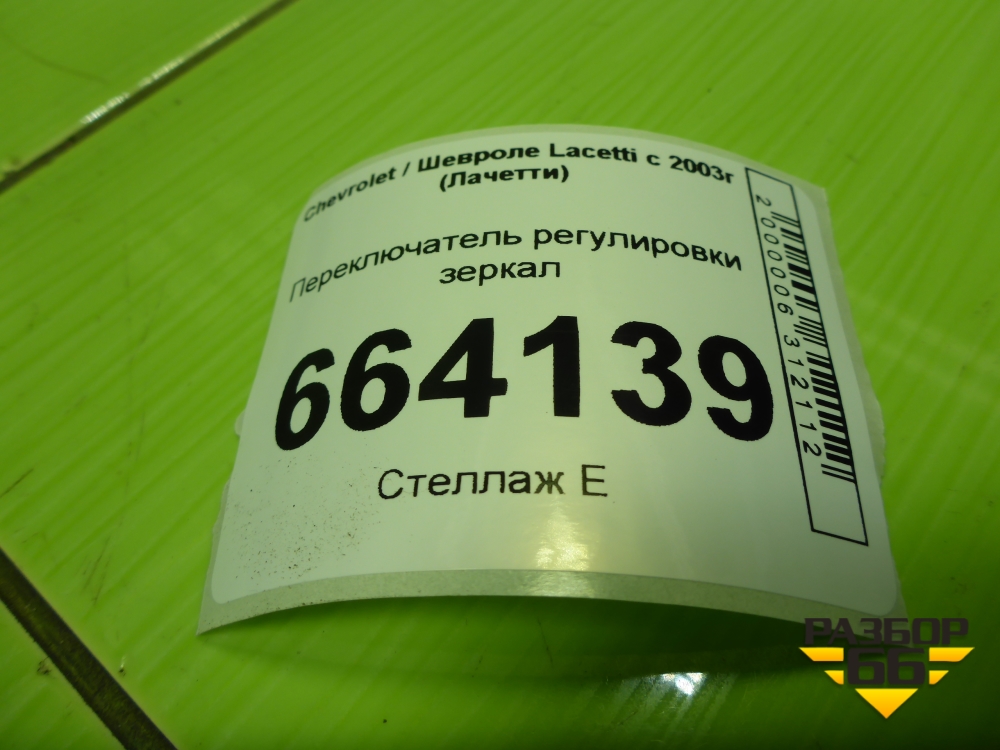 Chevrolet / Шевроле Lacetti с 2003г
(Лачетти)
Переключатель регулировки
зеркал
664139
Стеллаж Е
2000006312112
РАЗБОР
66